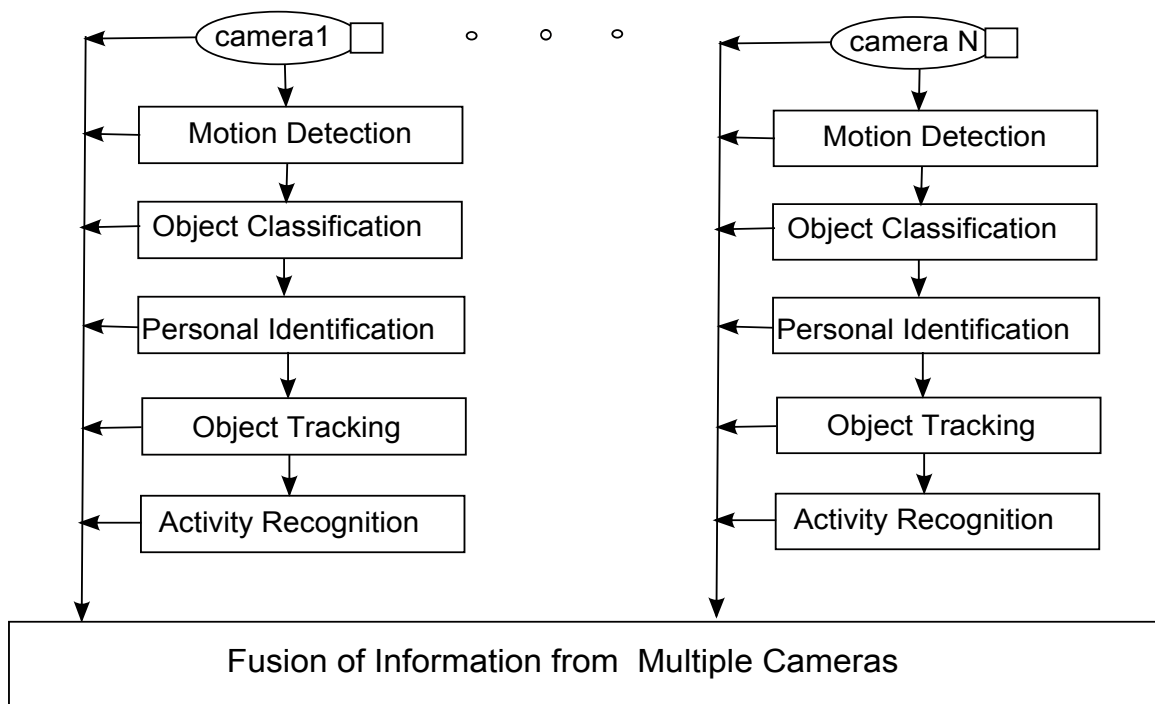 camera1
Motion Detection
Object Classification
Personal Identification
Object Tracking
Activity Recognition
camera N
Motion Detection
Object Classification
Personal Identification
Object Tracking
Activity Recognition
Fusion of Information from Multiple Cameras